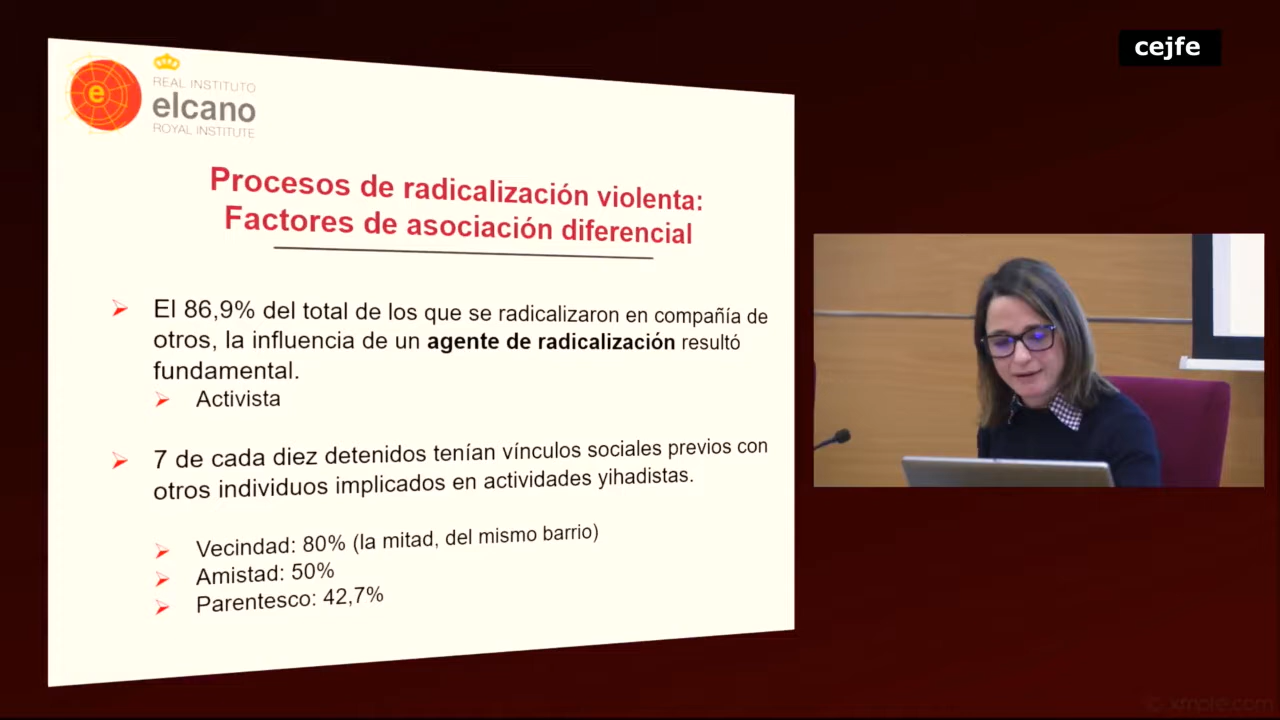 cejfe
e
REAL INSTITUTO
elcano
ROYAL INSTITUTE
Procesos de radicalización violenta:
Factores de asociación diferencial
El 86,9% del total de los que se radicalizaron en compañía de
otros, la influencia de un agente de radicalización resultó
fundamental.
Activista
7 de cada diez detenidos tenían vínculos sociales previos con
otros individuos implicados en actividades yihadistas.
Vecindad: 80% (la mitad, del mismo barrio)
Amistad: 50%
Parentesco: 42,7%